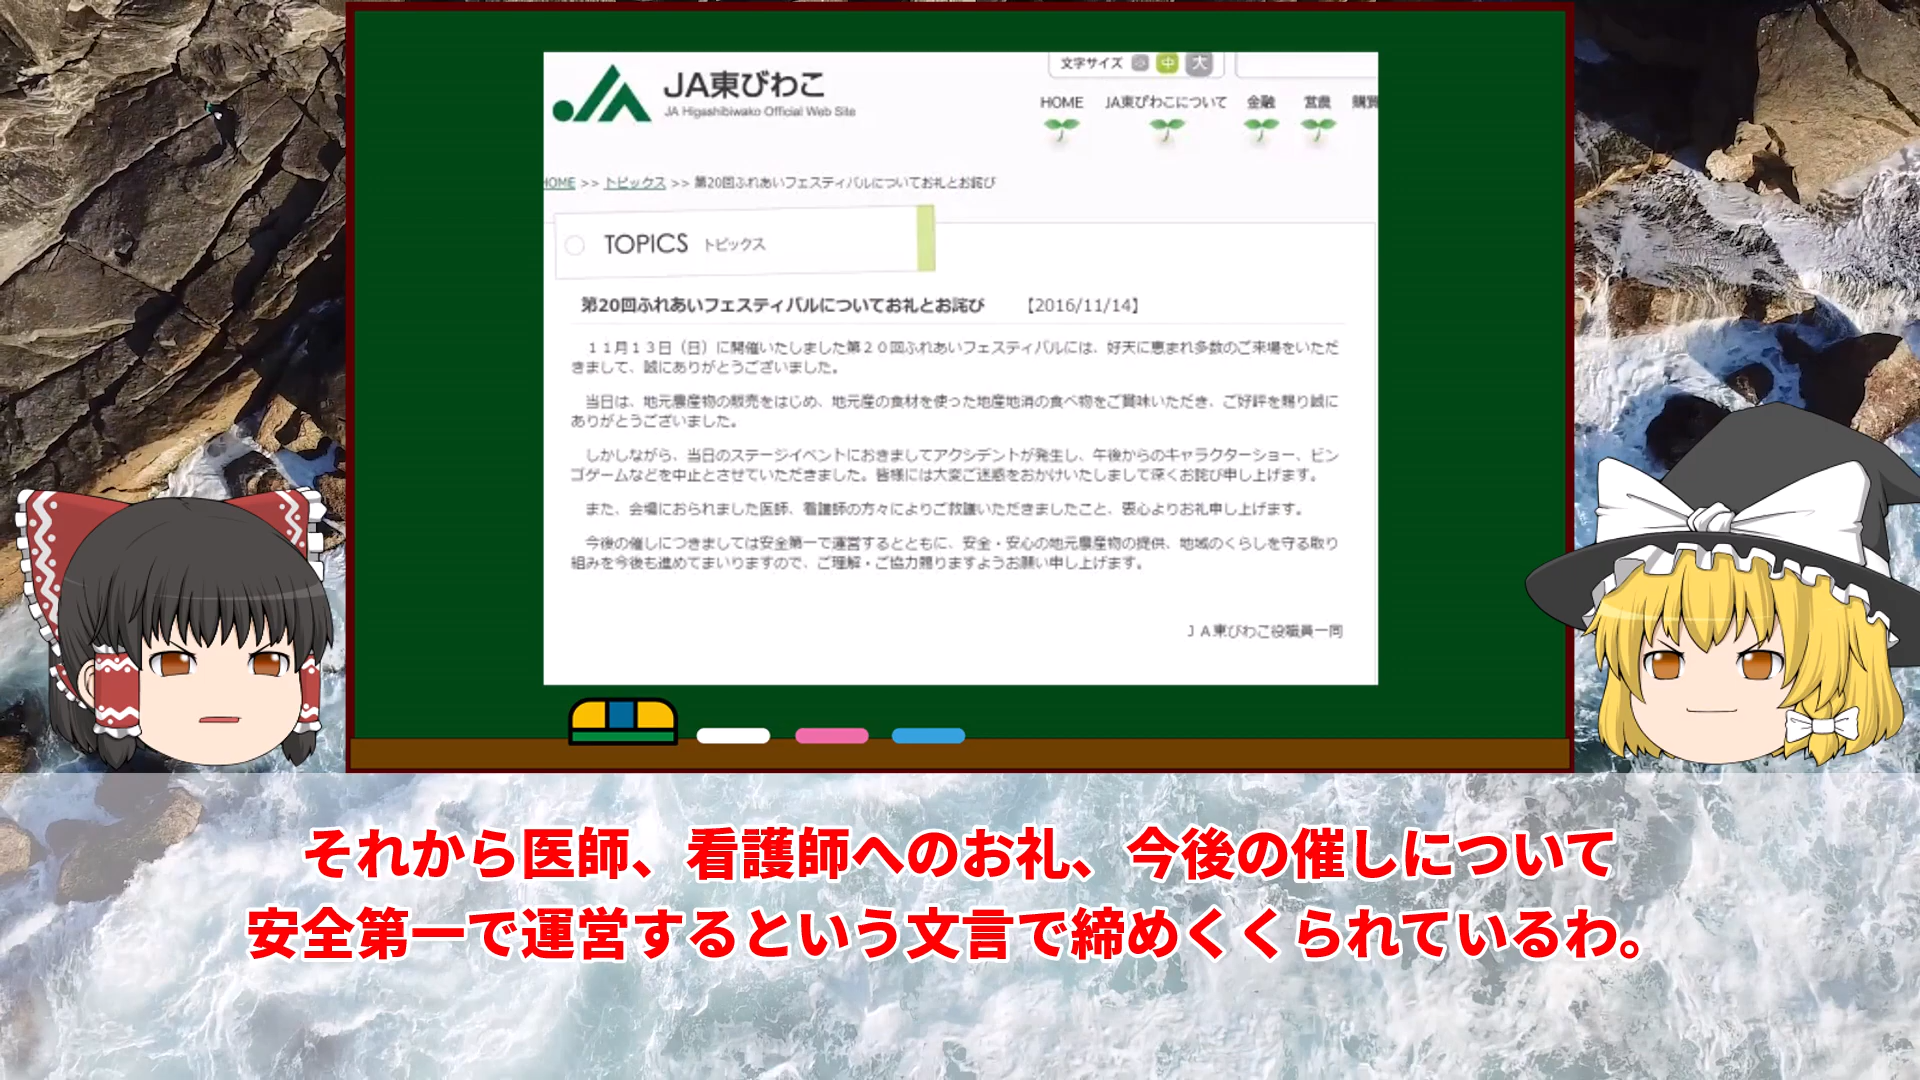 JA東びわこ
JA Higashibiwako Official Web Site
文字サイズ 小 中 大
HOME JA東びわこについて 金融 営農 購買
HOME >> トピックス >> 第20回ふれあいフェスティバルについてお礼とお詫び
TOPICS トピックス
第20回ふれあいフェスティバルについてお礼とお詫び 【2016/11/14】
１１月１３日（日）に開催いたしました第２０回ふれあいフェスティバルには、好天に恵まれ多数のご来場をいただ
きまして、誠にありがとうございました。
当日は、地元農産物の販売をはじめ、地元産の食材を使った地産地消の食べ物をご賞味いただき、ご好評を賜り誠に
ありがとうございました。
しかしながら、当日のステージイベントにおきましてアクシデントが発生し、午後からのキャラクターショー、ビン
ゴゲームなどを中止とさせていただきました。皆様には大変ご迷惑をおかけいたしまして深くお詫び申し上げます。
また、会場におられました医師、看護師の方々によりご救護いただきましたこと、衷心よりお礼申し上げます。
今後の催しにつきましては安全第一で運営するとともに、安全・安心の地元農産物の提供、地域のくらしを守る取り
組みを今後も進めてまいりますので、ご理解・ご協力賜りますようお願い申し上げます。
ＪＡ東びわこ役職員一同
それから医師、看護師へのお礼、今後の催しについて
安全第一で運営するという文言で締めくくられているわ。